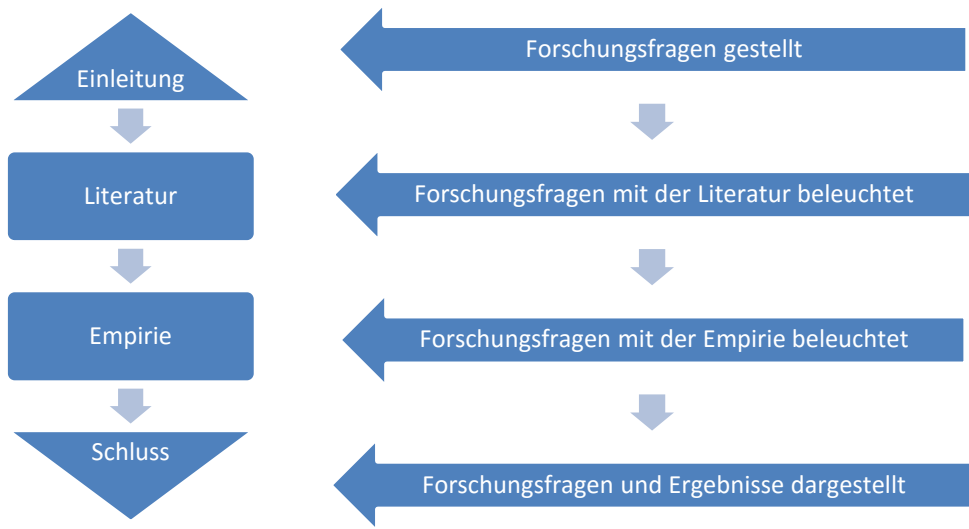 Einleitung
Forschungsfragen gestellt
Literatur
Forschungsfragen mit der Literatur beleuchtet
Empirie
Forschungsfragen mit der Empirie beleuchtet
Schluss
Forschungsfragen und Ergebnisse dargestellt